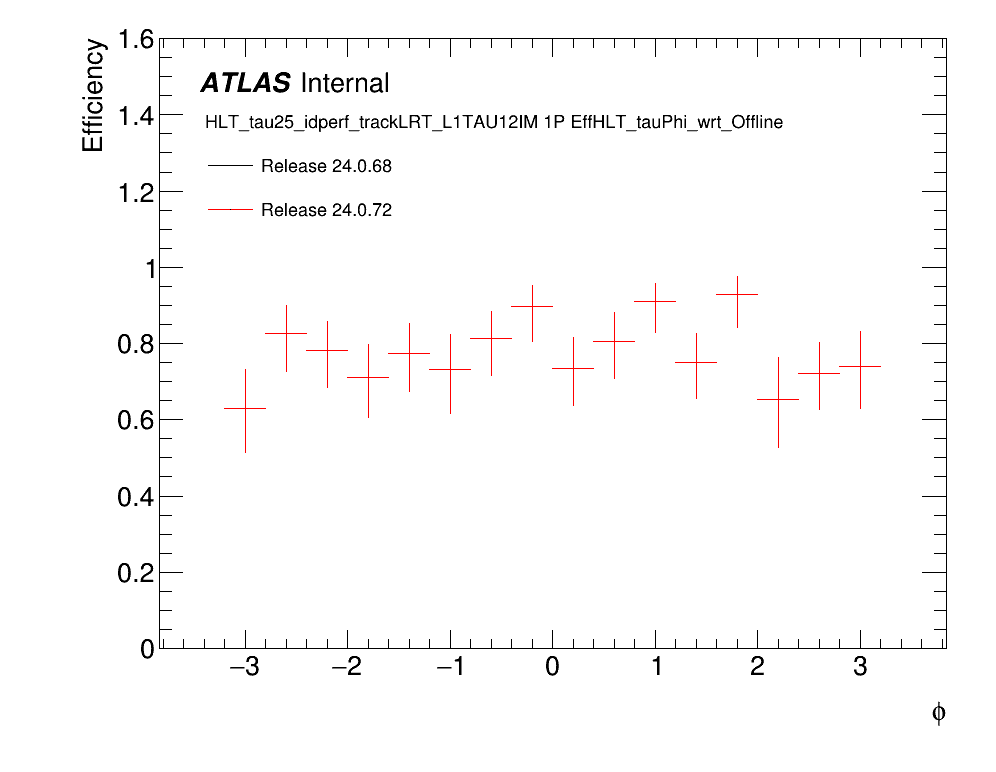 Efficiency
1.6
1.4
1.2
1
0.8
0.6
0.4
0.2
0
ATLAS Internal
HLT_tau25_idperf_trackLRT_L1TAU12IM 1P EffHLT_tauPhi_wrt_Offline
Release 24.0.68
Release 24.0.72
−3 −2 −1 0 1 2 3
ϕ